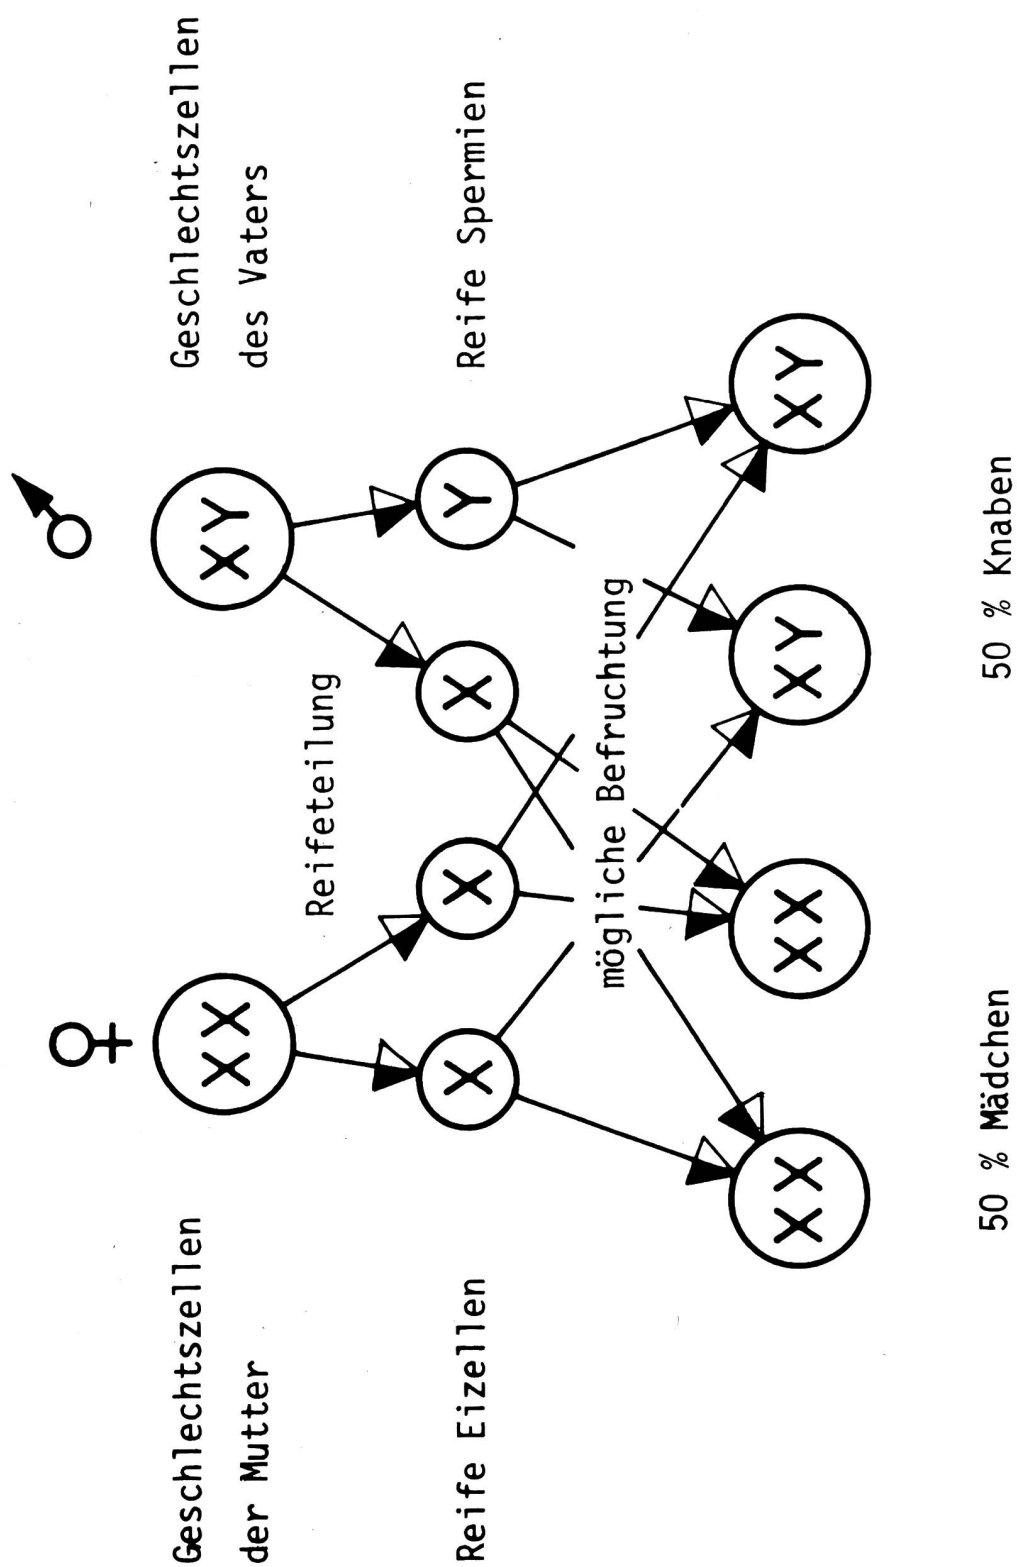 Geschlechtszellen
der Mutter
Geschlechtszellen
des Vaters
XX
XY
Reifeteilung
Reife Eizellen
X
X
X
Y
Reife Spermien
mögliche Befruchtung
XX
XX
XY
XY
50 % Mädchen
50 % Knaben